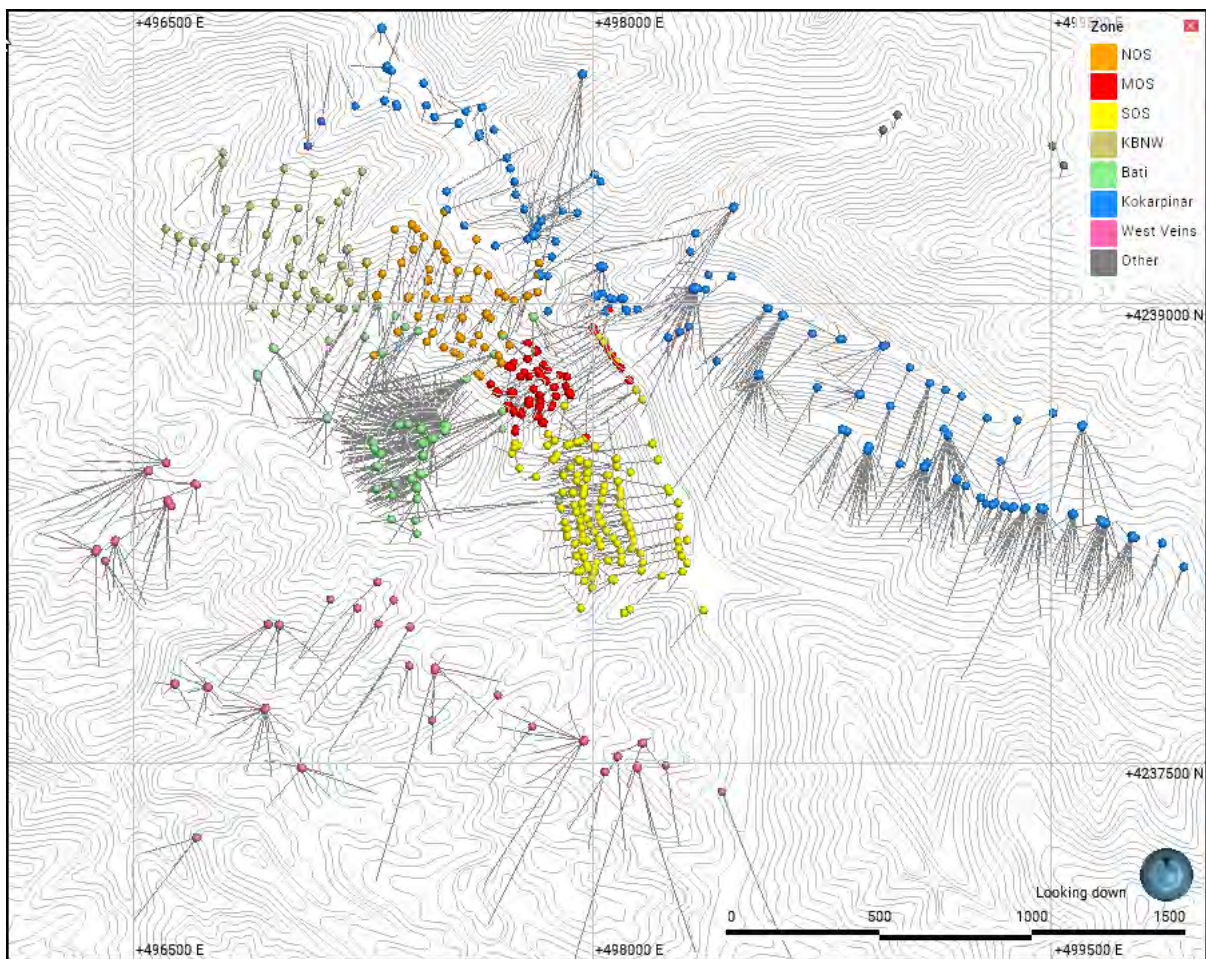 +496500 E
+498000 E
+499500 E
Zone
NOS
MOS
SOS
KBNW
Bati
Kokarpinar
West Veins
Other
+4239000 N
+4237500 N
Looking down
0 500 1000 1500
+496500 E
+498000 E
+499500 E